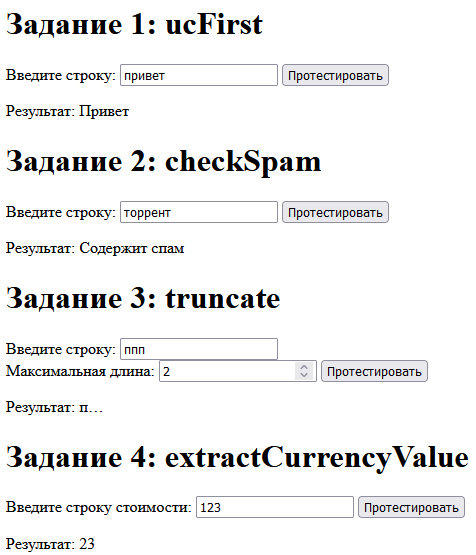 Задание 1: ucFirst
Введите строку: привет Протестировать
Результат: Привет
Задание 2: checkSpam
Введите строку: торрент Протестировать
Результат: Содержит спам
Задание 3: truncate
Введите строку: ппп
Максимальная длина: 2 Протестировать
Результат: п…
Задание 4: extractCurrencyValue
Введите строку стоимости: 123 Протестировать
Результат: 23